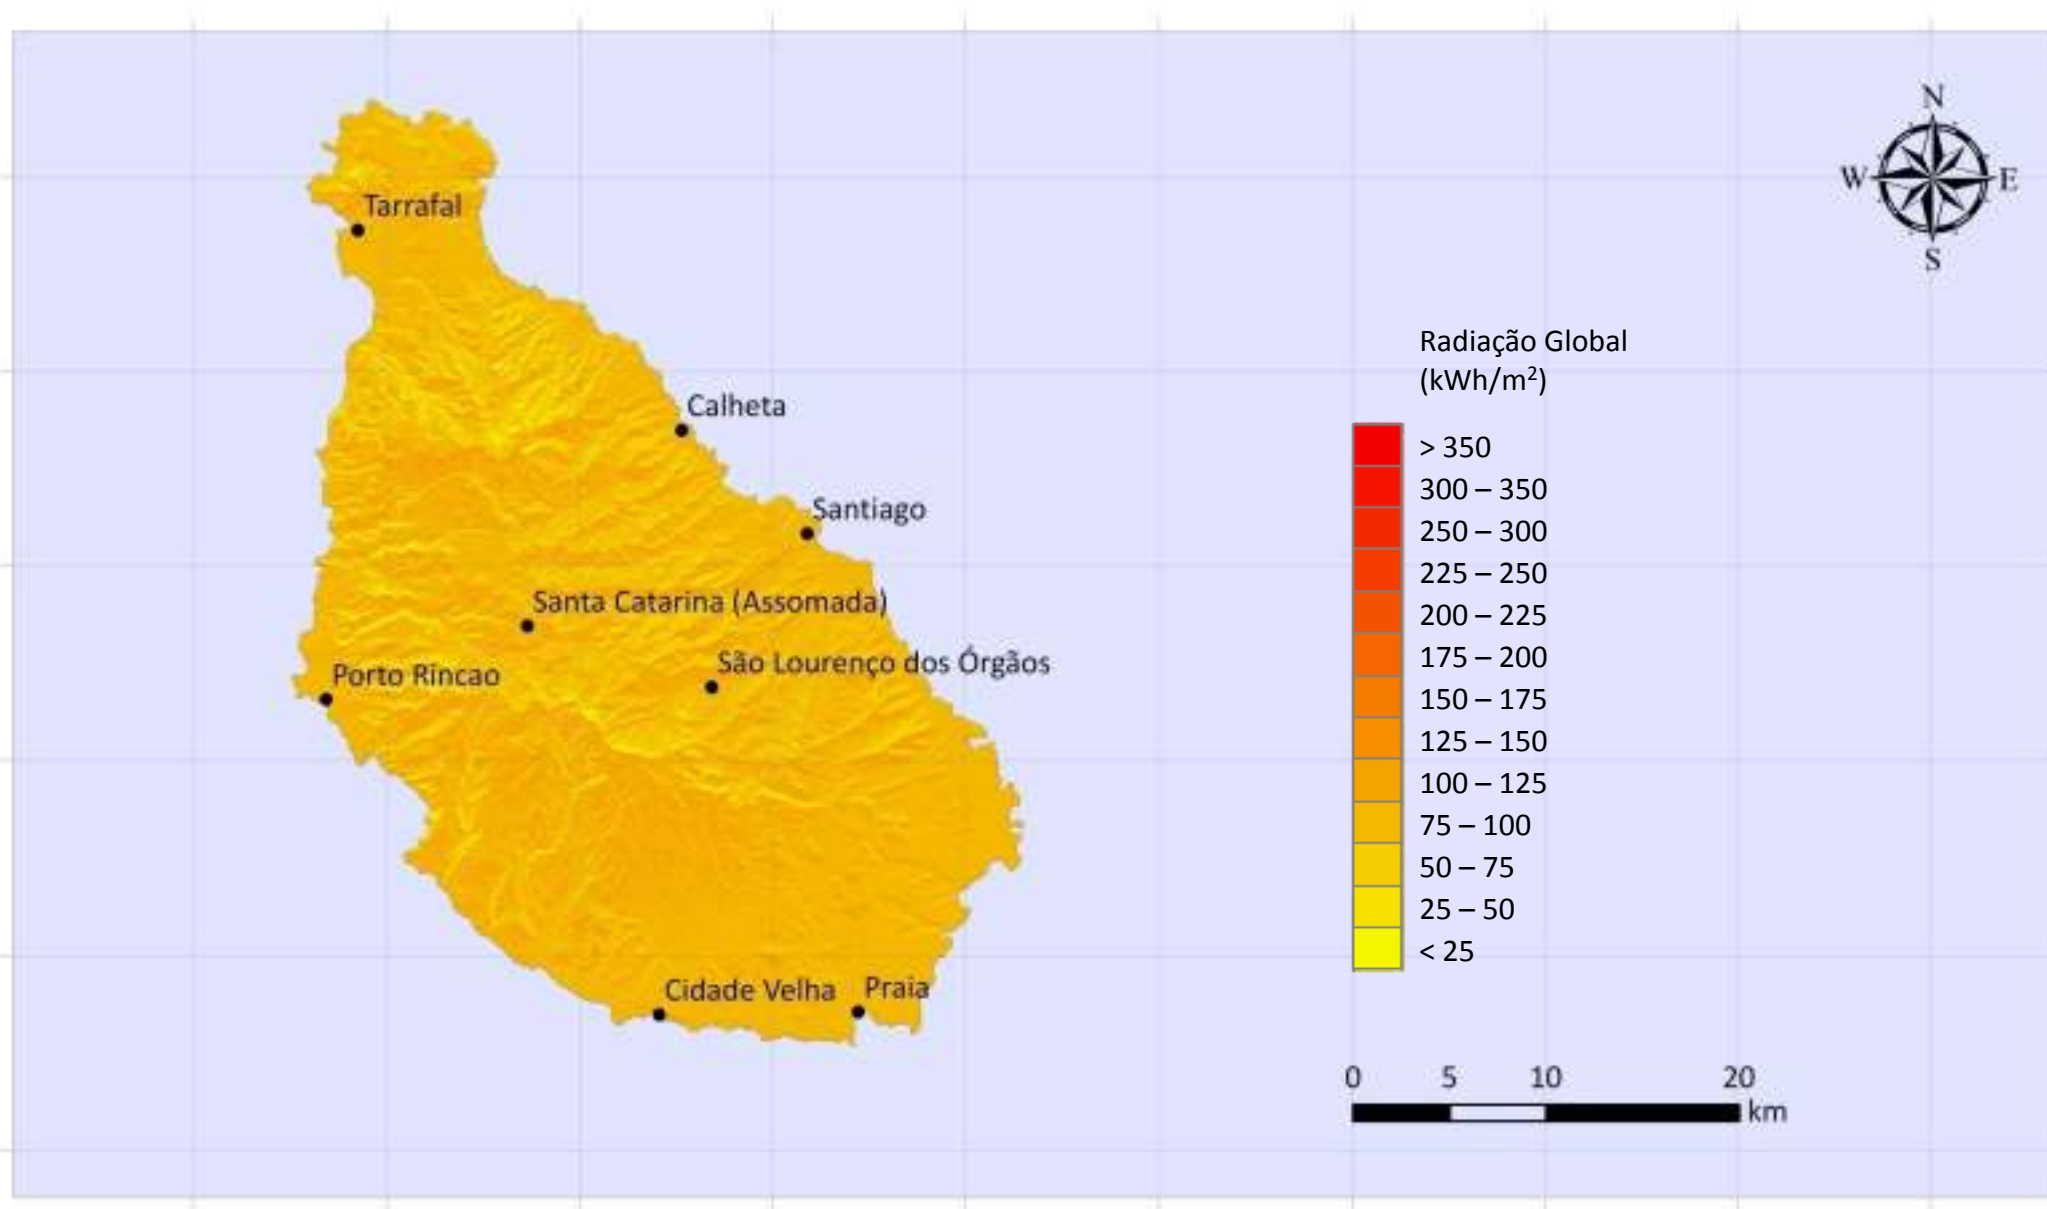 N
W E
S
Tarrafal
Calheta
Santiago
Santa Catarina (Assomada)
São Lourenço dos Órgãos
Porto Rincao
Cidade Velha
Praia
Radiação Global
(kWh/m²)
> 350
300 – 350
250 – 300
225 – 250
200 – 225
175 – 200
150 – 175
125 – 150
100 – 125
75 – 100
50 – 75
25 – 50
< 25
0 5 10 20
km